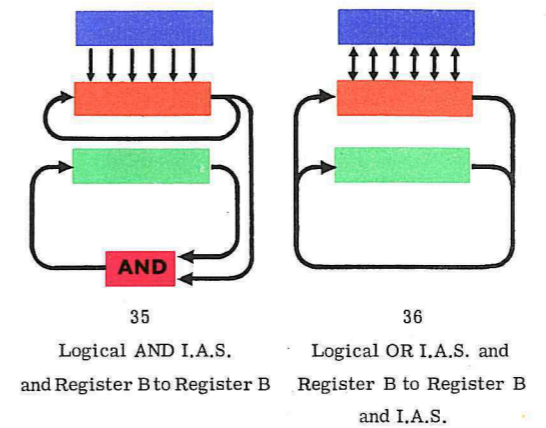 AND
35
Logical AND I.A.S.
and Register B to Register B
36
Logical OR I.A.S. and
Register B to Register B
and I.A.S.